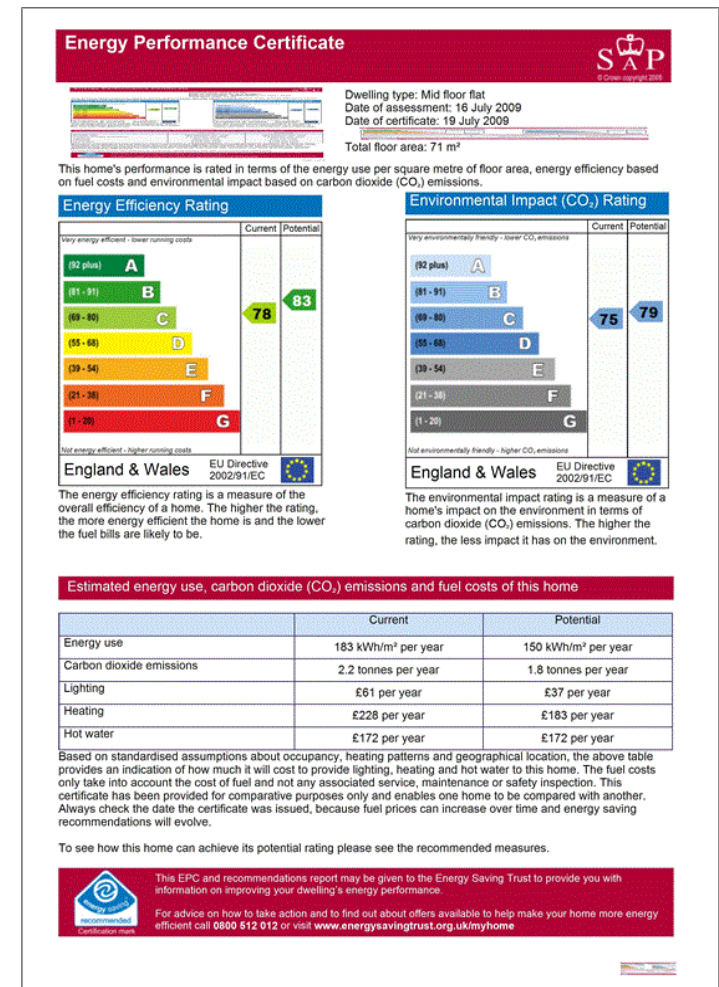 Energy Performance Certificate
SAP
© Crown copyright 2005
Dwelling type: Mid floor flat
Date of assessment: 16 July 2009
Date of certificate: 19 July 2009
Total floor area: 71 m²
This home's performance is rated in terms of the energy use per square metre of floor area, energy efficiency based
on fuel costs and environmental impact based on carbon dioxide (CO₂) emissions.
Energy Efficiency Rating
Current Potential
Very energy efficient - lower running costs
(92 plus) A
(81 - 91) B
(69 - 80) C
(55 - 68) D
(39 - 54) E
(21 - 38) F
(1 - 20) G
78
83
Not energy efficient - higher running costs
England & Wales
EU Directive
2002/91/EC
The energy efficiency rating is a measure of the
overall efficiency of a home. The higher the rating,
the more energy efficient the home is and the lower
the fuel bills are likely to be.
Environmental Impact (CO₂) Rating
Current Potential
Very environmentally friendly - lower CO₂ emissions
(92 plus) A
(81 - 91) B
(69 - 80) C
(55 - 68) D
(39 - 54) E
(21 - 38) F
(1 - 20) G
75
79
Not environmentally friendly - higher CO₂ emissions
England & Wales
EU Directive
2002/91/EC
The environmental impact rating is a measure of a
home's impact on the environment in terms of
carbon dioxide (CO₂) emissions. The higher the
rating, the less impact it has on the environment.
Estimated energy use, carbon dioxide (CO₂) emissions and fuel costs of this home
Current Potential
Energy use 183 kWh/m² per year 150 kWh/m² per year
Carbon dioxide emissions 2.2 tonnes per year 1.8 tonnes per year
Lighting £61 per year £37 per year
Heating £228 per year £183 per year
Hot water £172 per year £172 per year
Based on standardised assumptions about occupancy, heating patterns and geographical location, the above table
provides an indication of how much it will cost to provide lighting, heating and hot water to this home. The fuel costs
only take into account the cost of fuel and not any associated service, maintenance or safety inspection. This
certificate has been provided for comparative purposes only and enables one home to be compared with another.
Always check the date the certificate was issued, because fuel prices can increase over time and energy saving
recommendations will evolve.
To see how this home can achieve its potential rating please see the recommended measures.
energy saving
recommended
Certification mark
This EPC and recommendations report may be given to the Energy Saving Trust to provide you with
information on improving your dwelling's energy performance.
For advice on how to take action and to find out about offers available to help make your home more energy
efficient call 0800 512 012 or visit www.energysavingtrust.org.uk/myhome